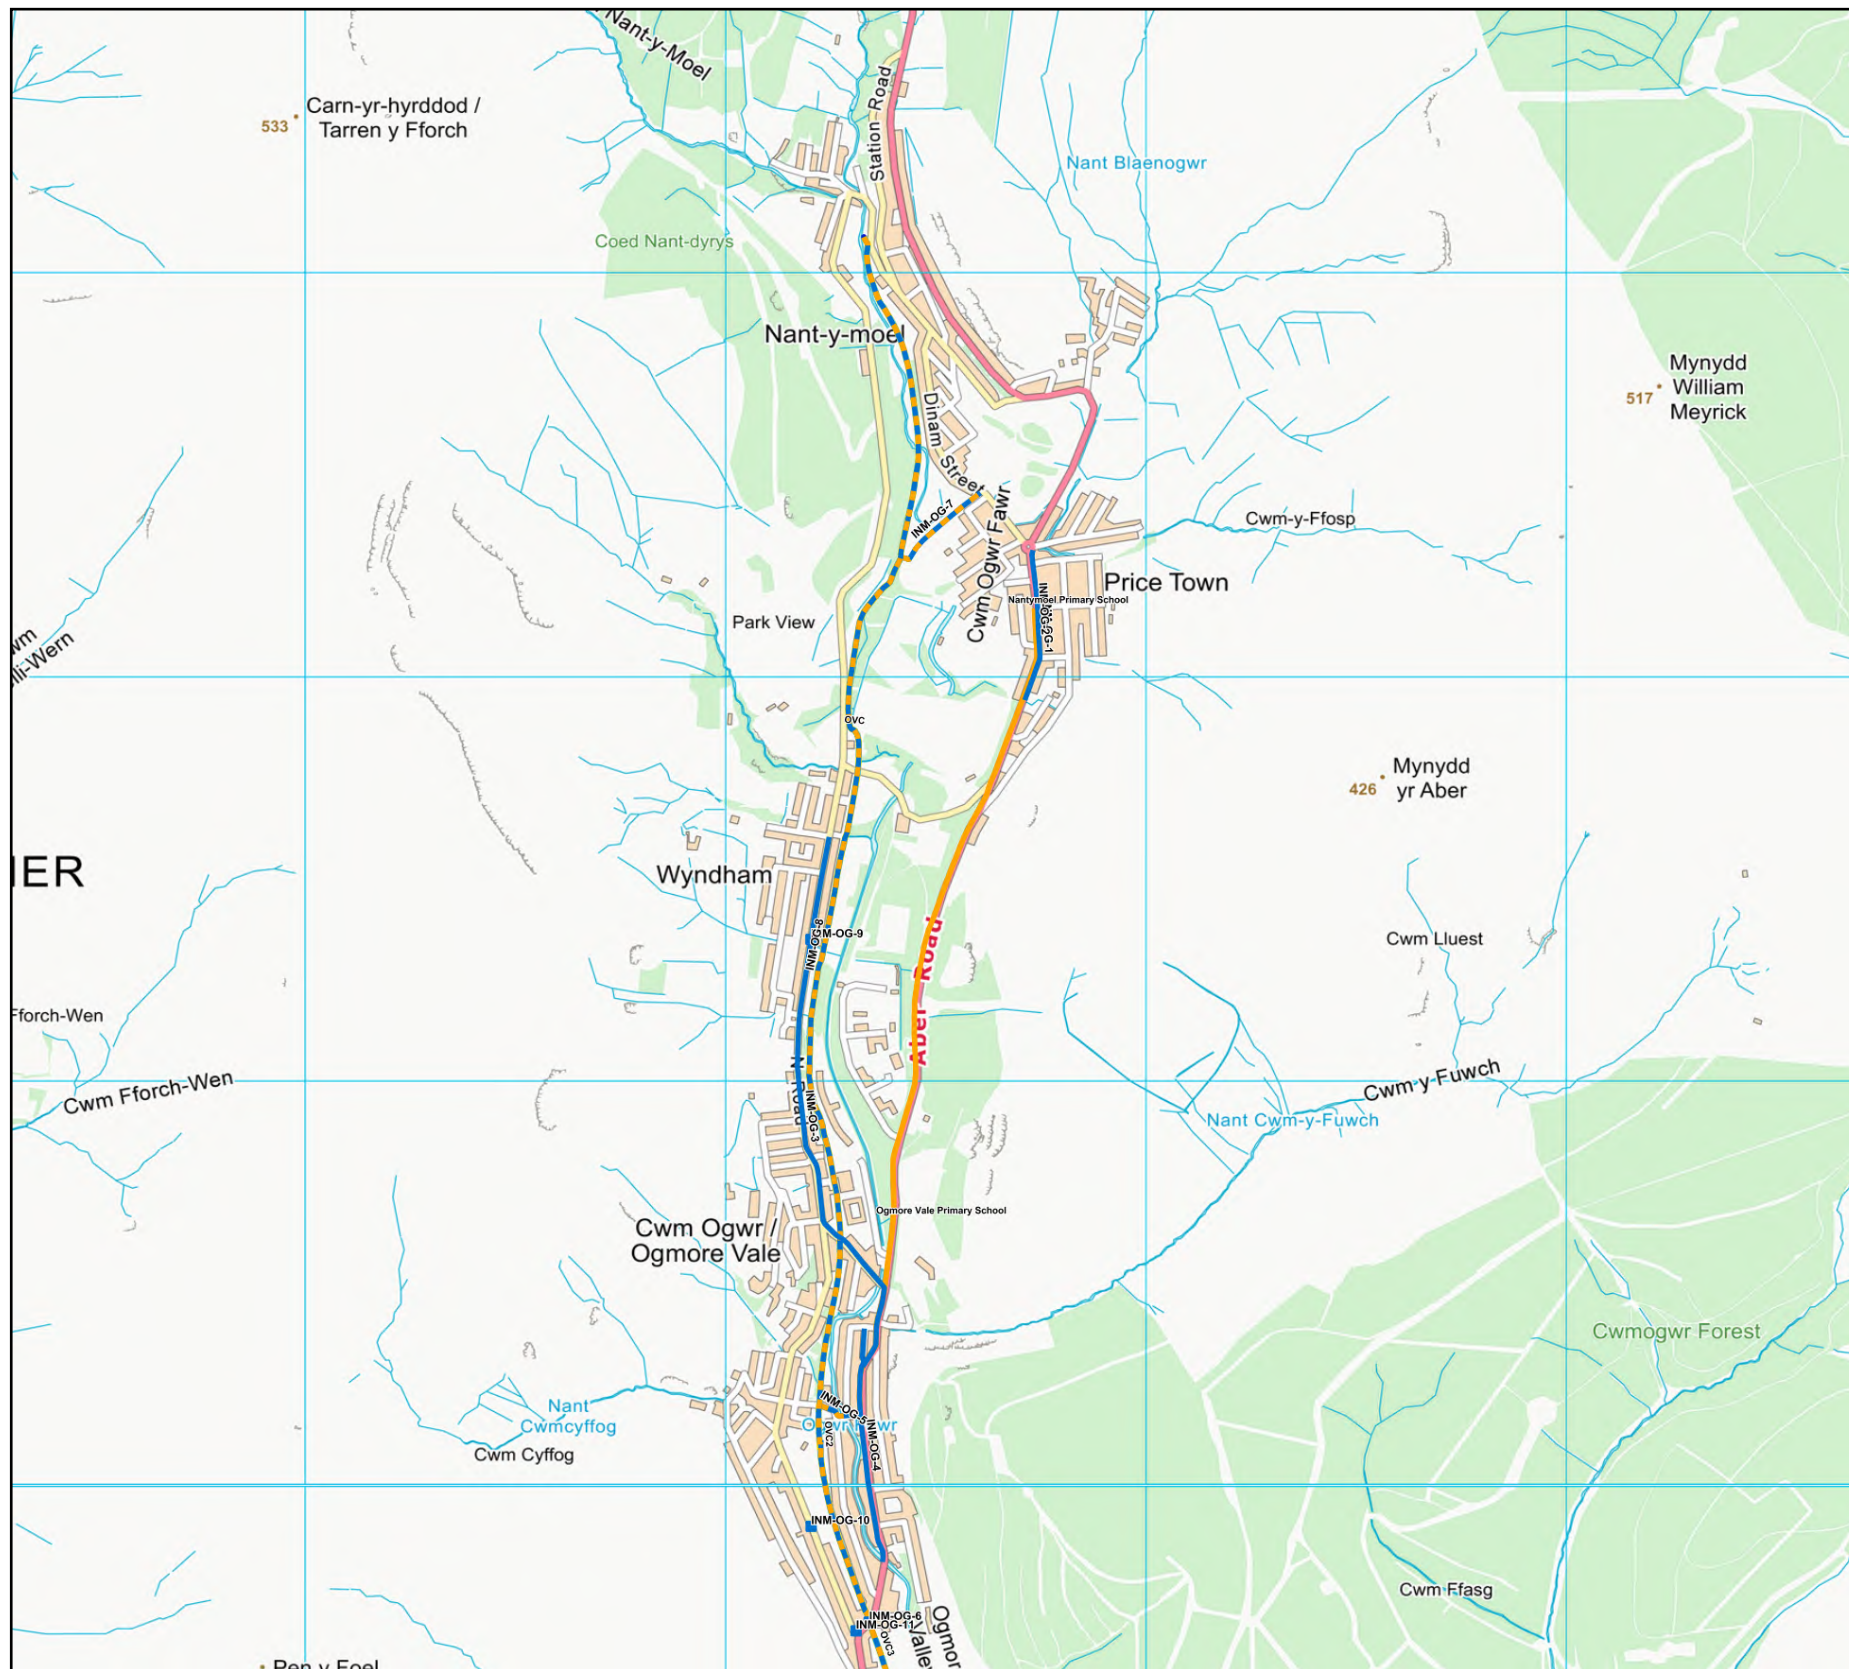 Nant-y-Moel
Station Road
Carn-yr-hyrddod /
Tarren y Fforch
533
Nant Blaenogwr
Coed Nant-dyrys
Nant-y-moel
Mynydd
William
Meyrick
517
Dinam Street
INM-OG-7
Cwm Ogwr Fawr
Cwm-y-Ffosp
Price Town
Nantymoel Primary School
Park View
OVC
Mynydd
yr Aber
426
IER
Wyndham
INM-OG-8
M-OG-9
Cwm Lluest
Aber Road
Fforch-Wen
Cwm Fforch-Wen
Cwm y Fuwch
Nant Cwm-y-Fuwch
INM-OG-3
Ogmore Vale Primary School
Cwm Ogwr /
Ogmore Vale
Cwmogwr Forest
Nant
Cwmcyffog
Cwm Cyffog
INM-OG-5
OVC2
INM-OG-4
INM-OG-10
Cwm Ffasg
INM-OG-6
INM-OG-11
OVC3
Ogmor
Valley
Pen y Foel